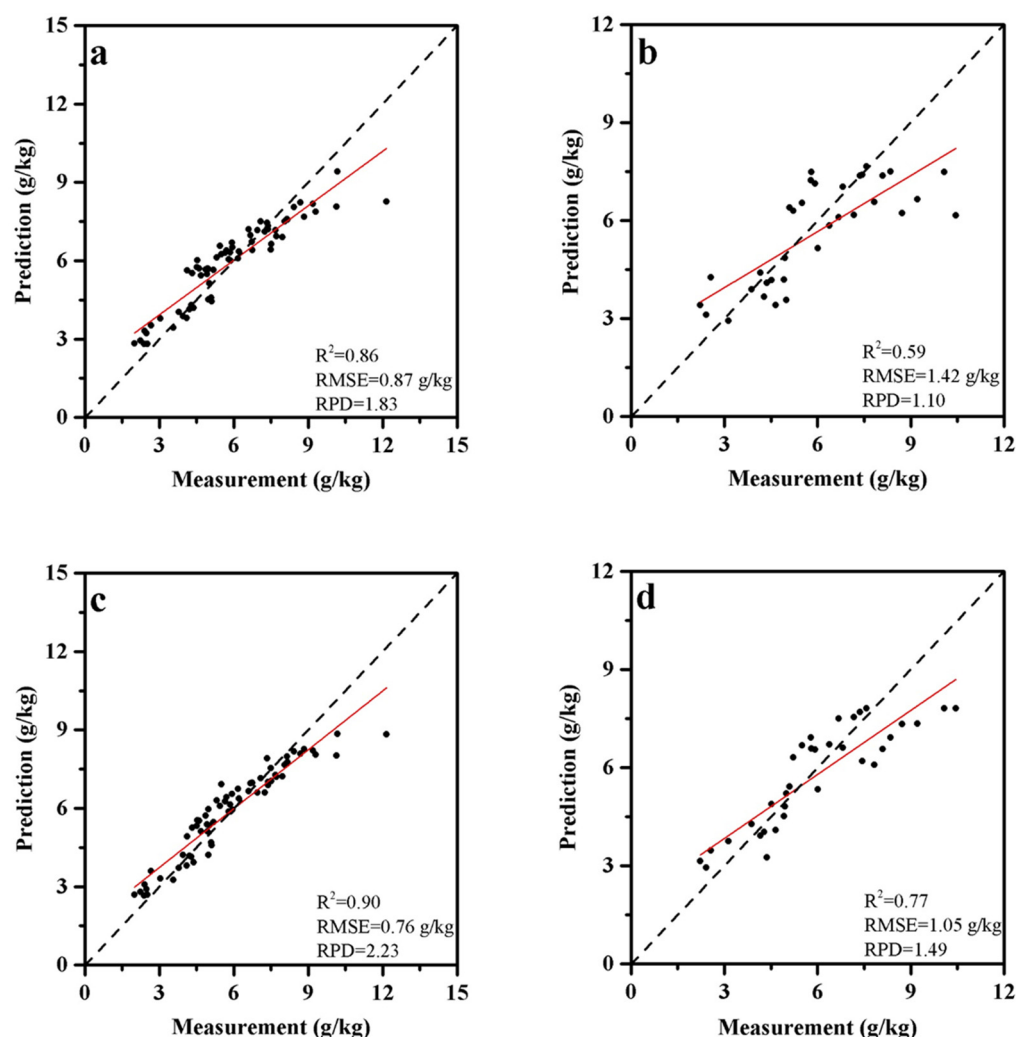 a
15
12
9
6
3
0
Prediction (g/kg)
R²=0.86
RMSE=0.87 g/kg
RPD=1.83
0 3 6 9 12 15
Measurement (g/kg)
b
12
9
6
3
0
Prediction (g/kg)
R²=0.59
RMSE=1.42 g/kg
RPD=1.10
0 3 6 9 12
Measurement (g/kg)
c
15
12
9
6
3
0
Prediction (g/kg)
R²=0.90
RMSE=0.76 g/kg
RPD=2.23
0 3 6 9 12 15
Measurement (g/kg)
d
12
9
6
3
0
Prediction (g/kg)
R²=0.77
RMSE=1.05 g/kg
RPD=1.49
0 3 6 9 12
Measurement (g/kg)